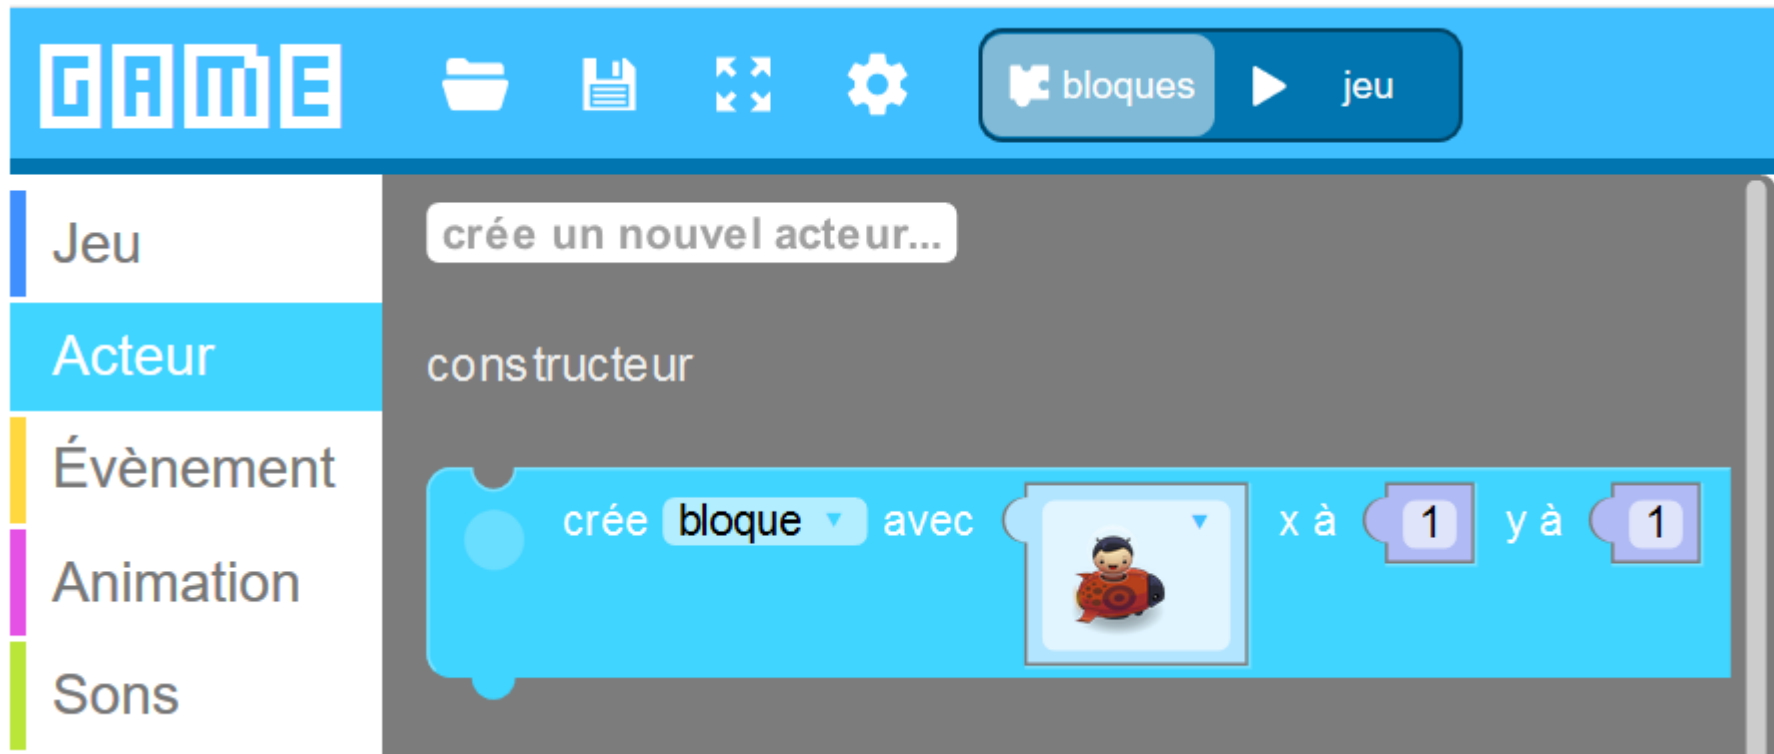 GAME
bloques jeu
Jeu
Acteur
Évènement
Animation
Sons
crée un nouvel acteur...
constructeur
crée bloque avec x à 1 y à 1